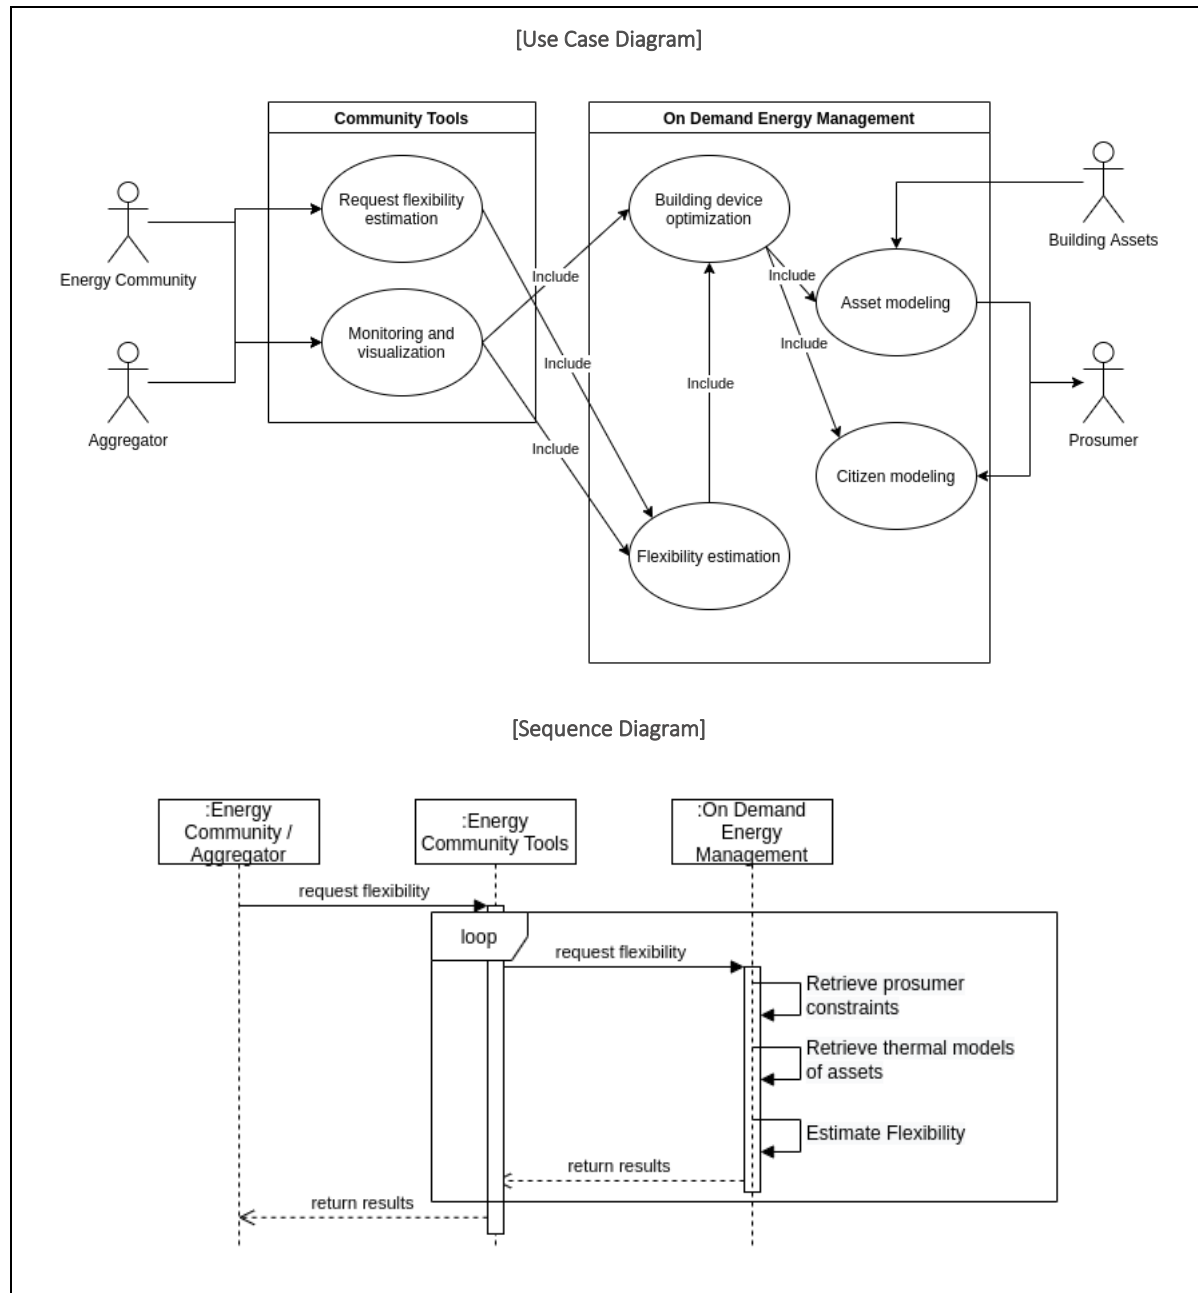 [Use Case Diagram]
Community Tools
On Demand Energy Management
Request flexibility
estimation
Building device
optimization
Energy Community
Building Assets
Include
Include
Asset modeling
Monitoring and
visualization
Include
Include
Include
Aggregator
Prosumer
Include
Citizen modeling
Flexibility estimation
[Sequence Diagram]
:Energy
Community /
Aggregator
:Energy
Community Tools
:On Demand
Energy
Management
request flexibility
loop
request flexibility
Retrieve prosumer
constraints
Retrieve thermal models
of assets
Estimate Flexibility
return results
return results